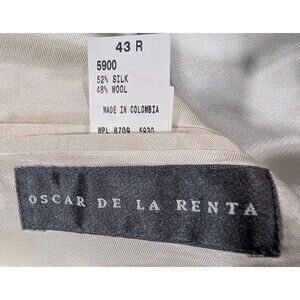 43 R
5900
52% SILK
48% WOOL
MADE IN COLOMBIA
WPL 8709 5930
OSCAR DE LA RENTA